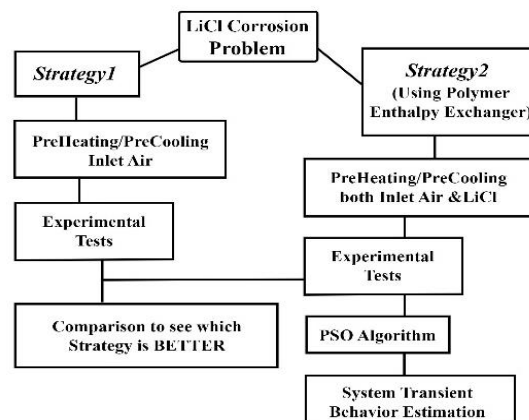 LiCl Corrosion
Problem
Strategy1
PreHeating/PreCooling
Inlet Air
Experimental
Tests
Comparison to see which
Strategy is BETTER
Strategy2
(Using Polymer
Enthalpy Exchanger)
PreHeating/PreCooling
both Inlet Air &LiCl
Experimental
Tests
PSO Algorithm
System Transient
Behavior Estimation